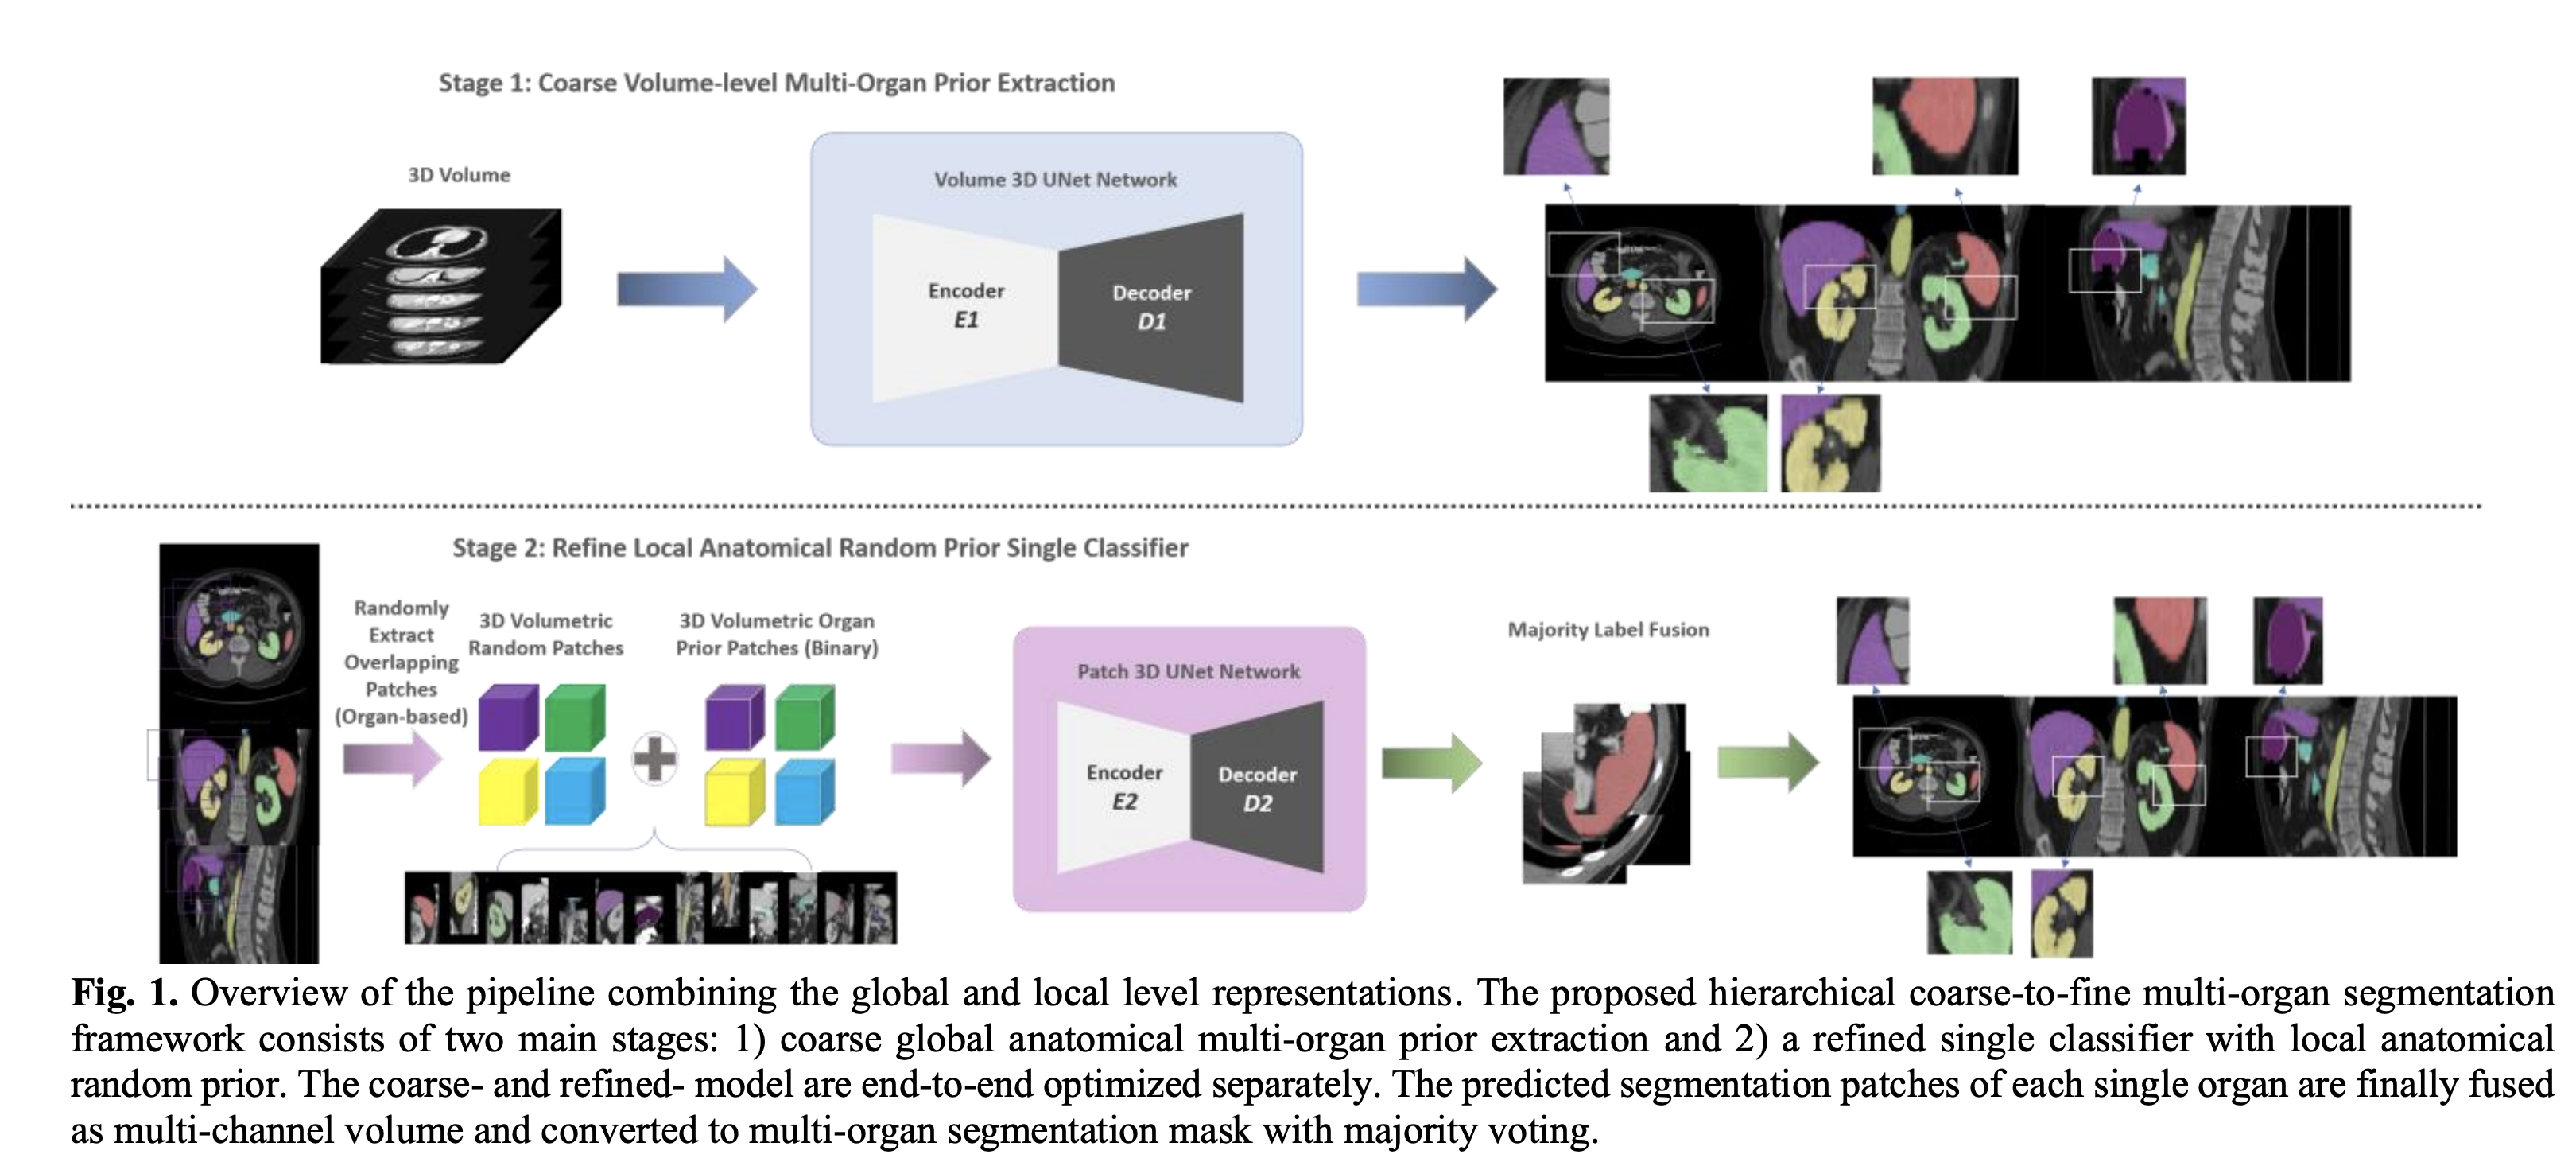 Stage 1: Coarse Volume-level Multi-Organ Prior Extraction
3D Volume
Volume 3D UNet Network
Encoder
E1
Decoder
D1
Stage 2: Refine Local Anatomical Random Prior Single Classifier
Randomly
Extract
Overlapping
Patches
(Organ-based)
3D Volumetric
Random Patches
3D Volumetric Organ
Prior Patches (Binary)
Patch 3D UNet Network
Encoder
E2
Decoder
D2
Majority Label Fusion
Fig. 1. Overview of the pipeline combining the global and local level representations. The proposed hierarchical coarse-to-fine multi-organ segmentation
framework consists of two main stages: 1) coarse global anatomical multi-organ prior extraction and 2) a refined single classifier with local anatomical
random prior. The coarse- and refined- model are end-to-end optimized separately. The predicted segmentation patches of each single organ are finally fused
as multi-channel volume and converted to multi-organ segmentation mask with majority voting.